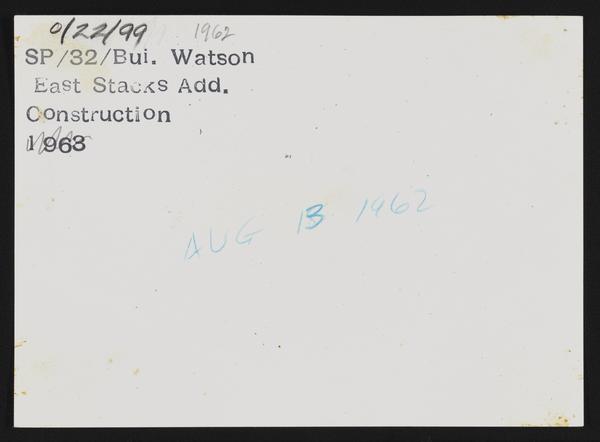 0/22/99 1962
SP/32/Bui. Watson
East Stacks Add.
Construction
1963
AUG 13 1962